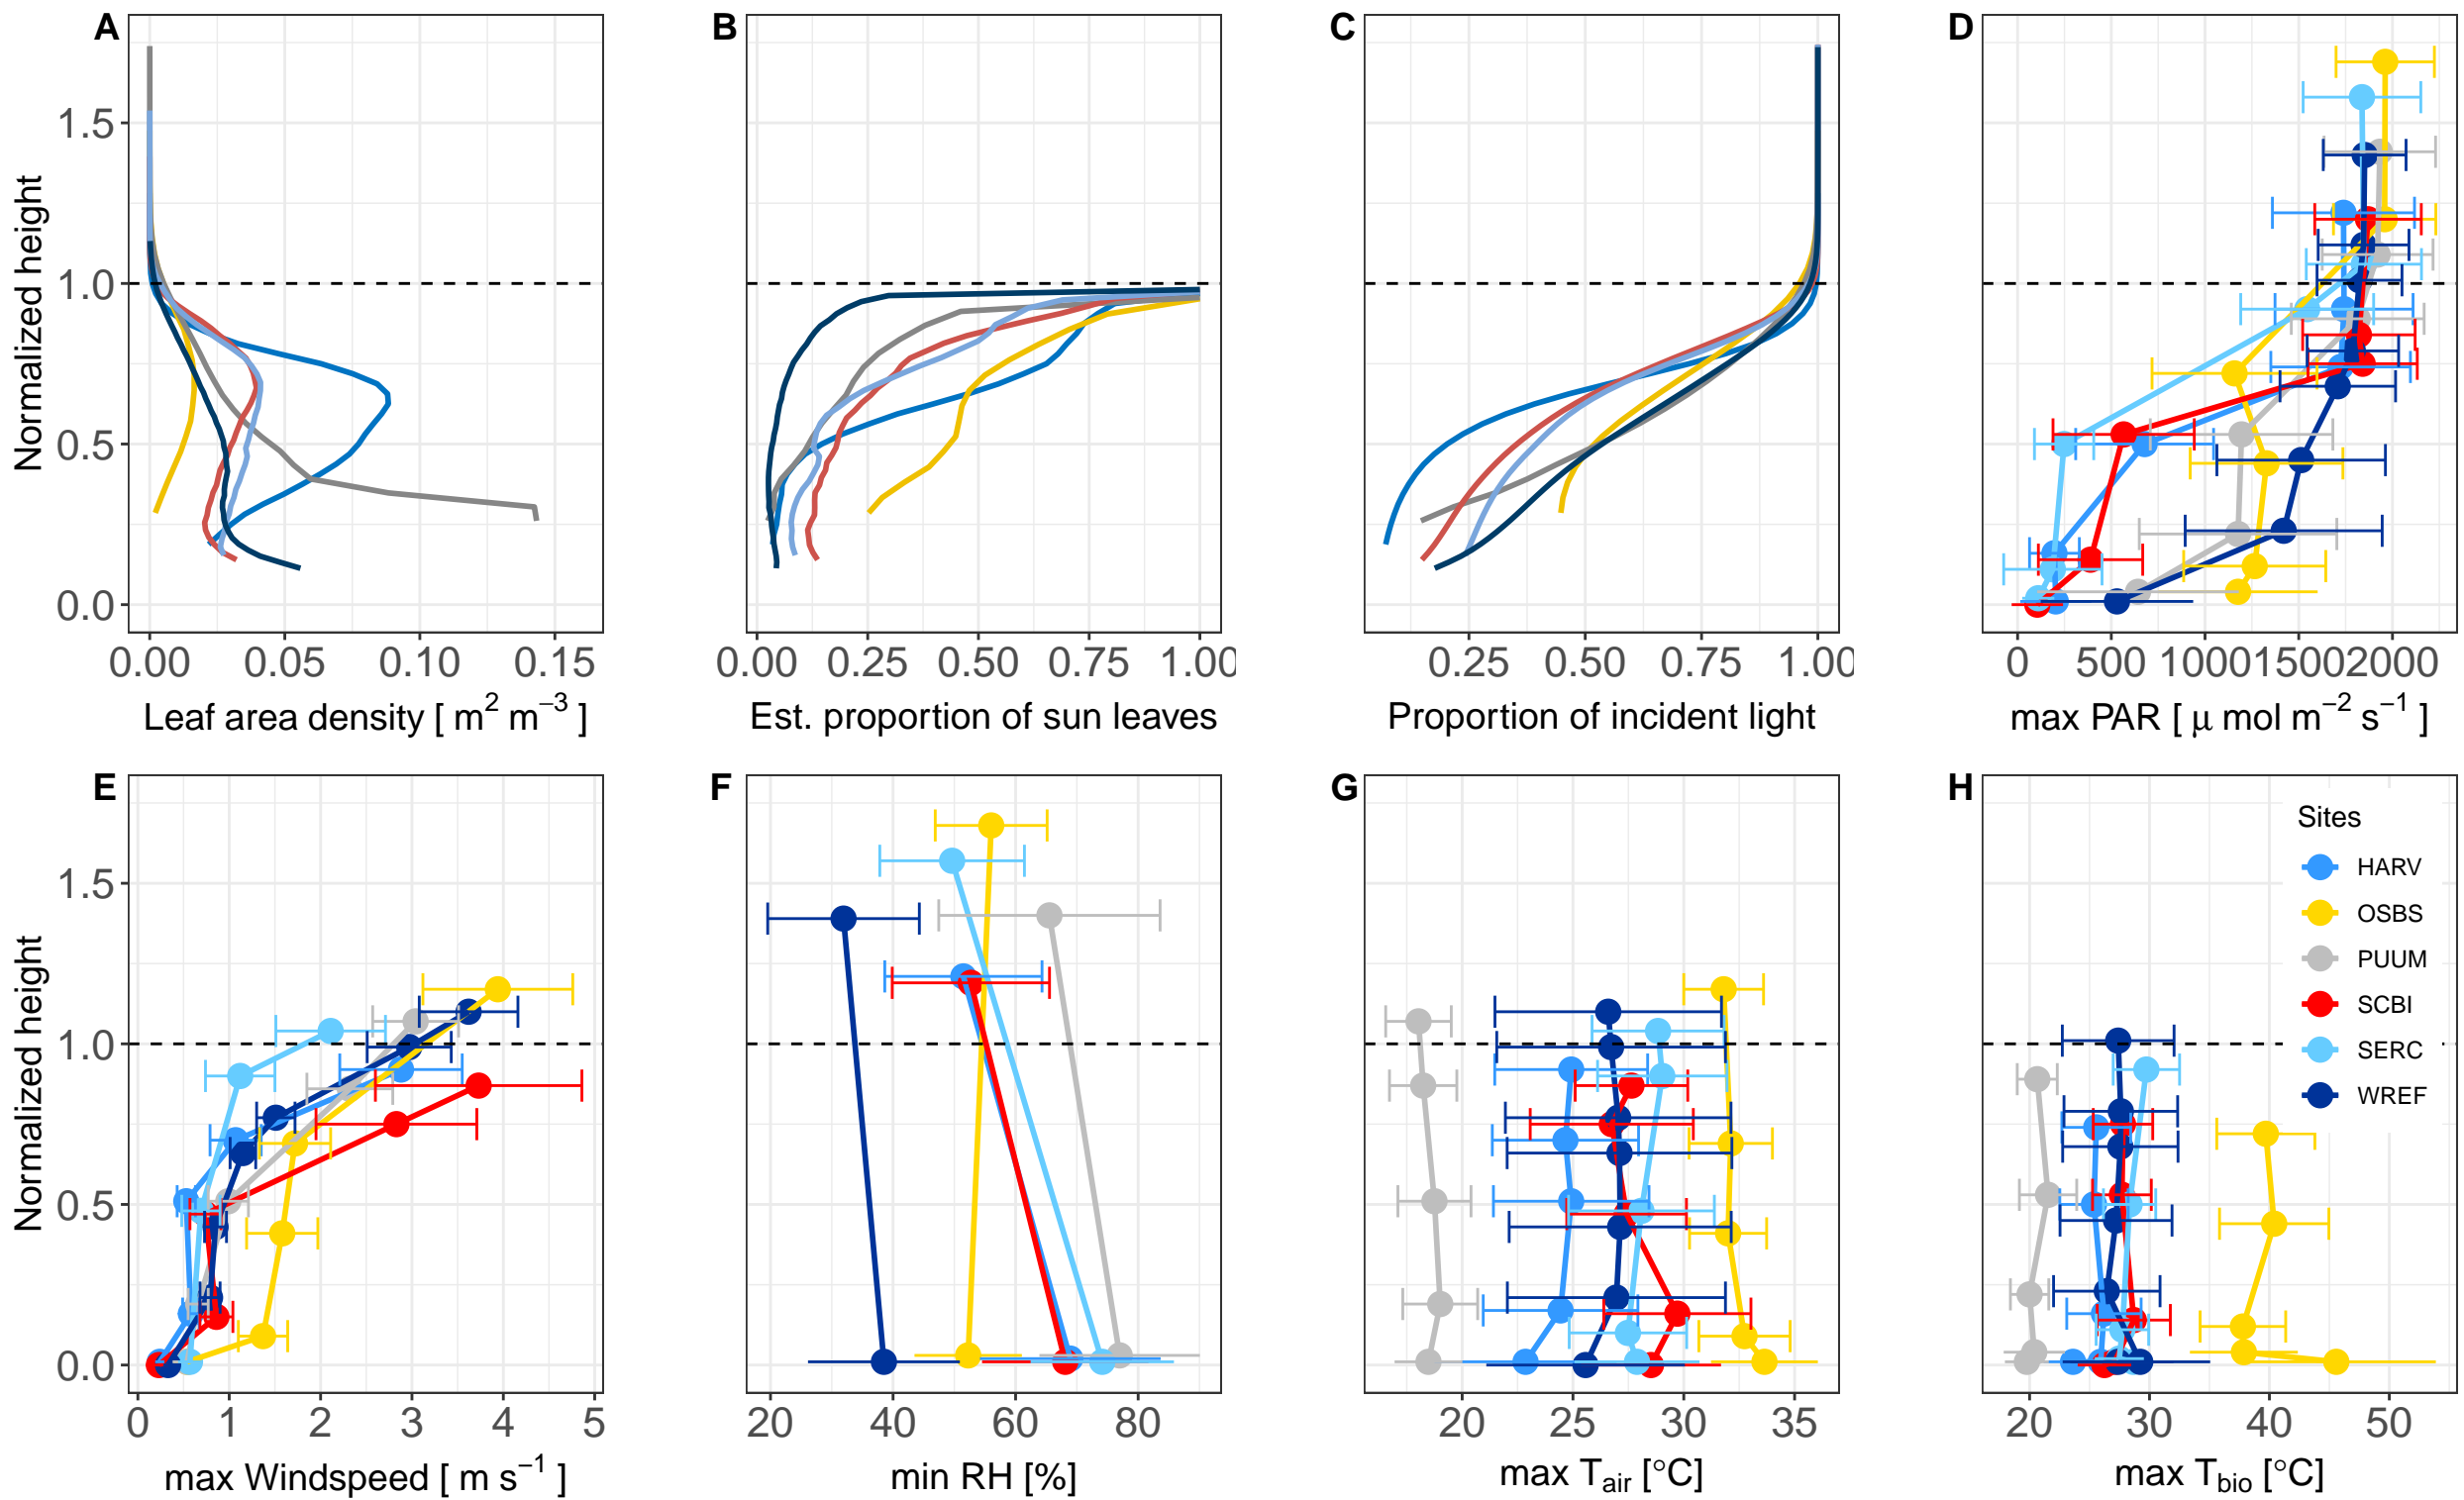 A
B
C
D
Normalized height
1.5
1.0
0.5
0.0
0.00 0.05 0.10 0.15
0.00 0.25 0.50 0.75 1.00
0.25 0.50 0.75 1.00
0 500 1000 1500 2000
Leaf area density [ m² m⁻³ ]
Est. proportion of sun leaves
Proportion of incident light
max PAR [ µ mol m⁻² s⁻¹ ]
E
F
G
H
Normalized height
1.5
1.0
0.5
0.0
Sites
HARV
OSBS
PUUM
SCBI
SERC
WREF
0 1 2 3 4 5
20 40 60 80
20 25 30 35
20 30 40 50
max Windspeed [ m s⁻¹ ]
min RH [%]
max Tair [°C]
max Tbio [°C]